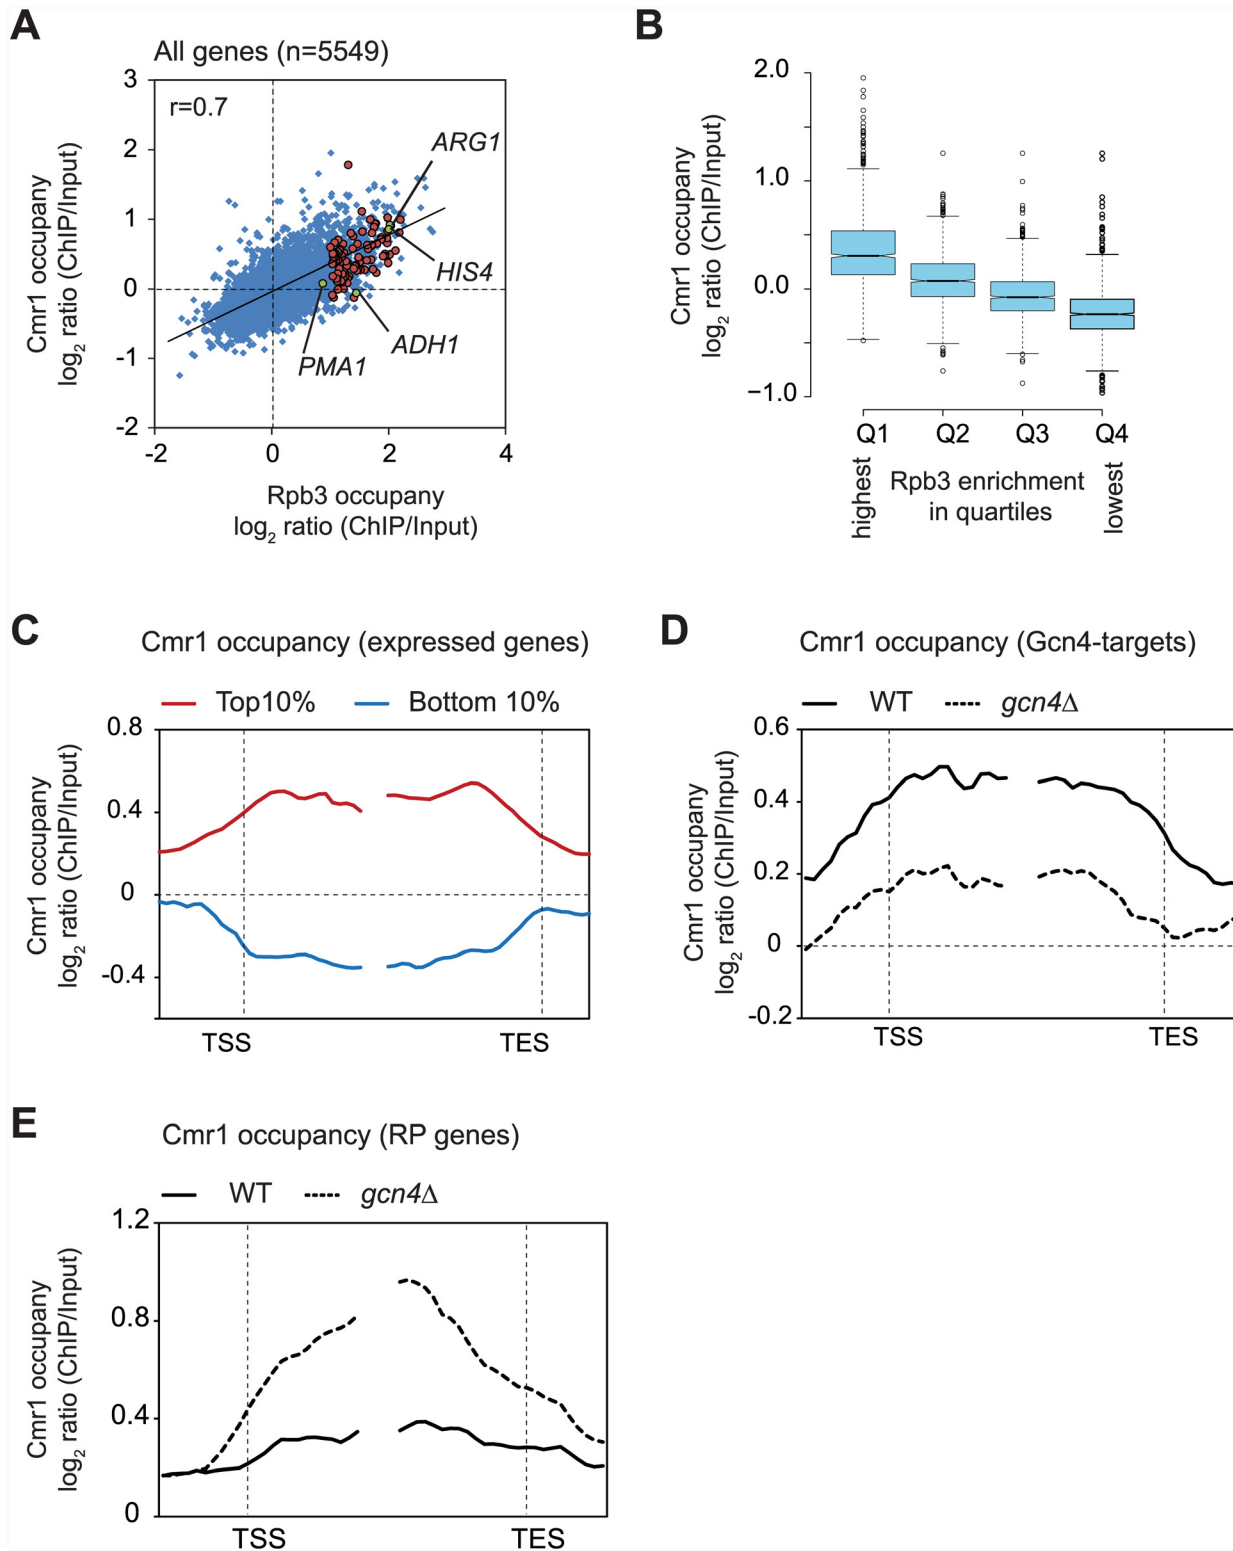 A
All genes (n=5549)
3
2
1
0
-1
-2
r=0.7
ARG1
HIS4
ADH1
PMA1
Cmr1 occupany
log2 ratio (ChIP/Input)
-2
0
2
4
Rpb3 occupany
log2 ratio (ChIP/Input)
B
2.0
1.0
0.0
−1.0
Cmr1 occupany
log2 ratio (ChIP/Input)
Q1
Q2
Q3
Q4
highest
Rpb3 enrichment
in quartiles
lowest
C
Cmr1 occupancy (expressed genes)
Top10%
Bottom 10%
0.8
0.4
0
-0.4
Cmr1 occupany
log2 ratio (ChIP/Input)
TSS
TES
D
Cmr1 occupancy (Gcn4-targets)
WT
gcn4Δ
0.6
0.4
0.2
0
-0.2
Cmr1 occupany
log2 ratio (ChIP/Input)
TSS
TES
E
Cmr1 occupancy (RP genes)
WT
gcn4Δ
1.2
0.8
0.4
0
Cmr1 occupany
log2 ratio (ChIP/Input)
TSS
TES